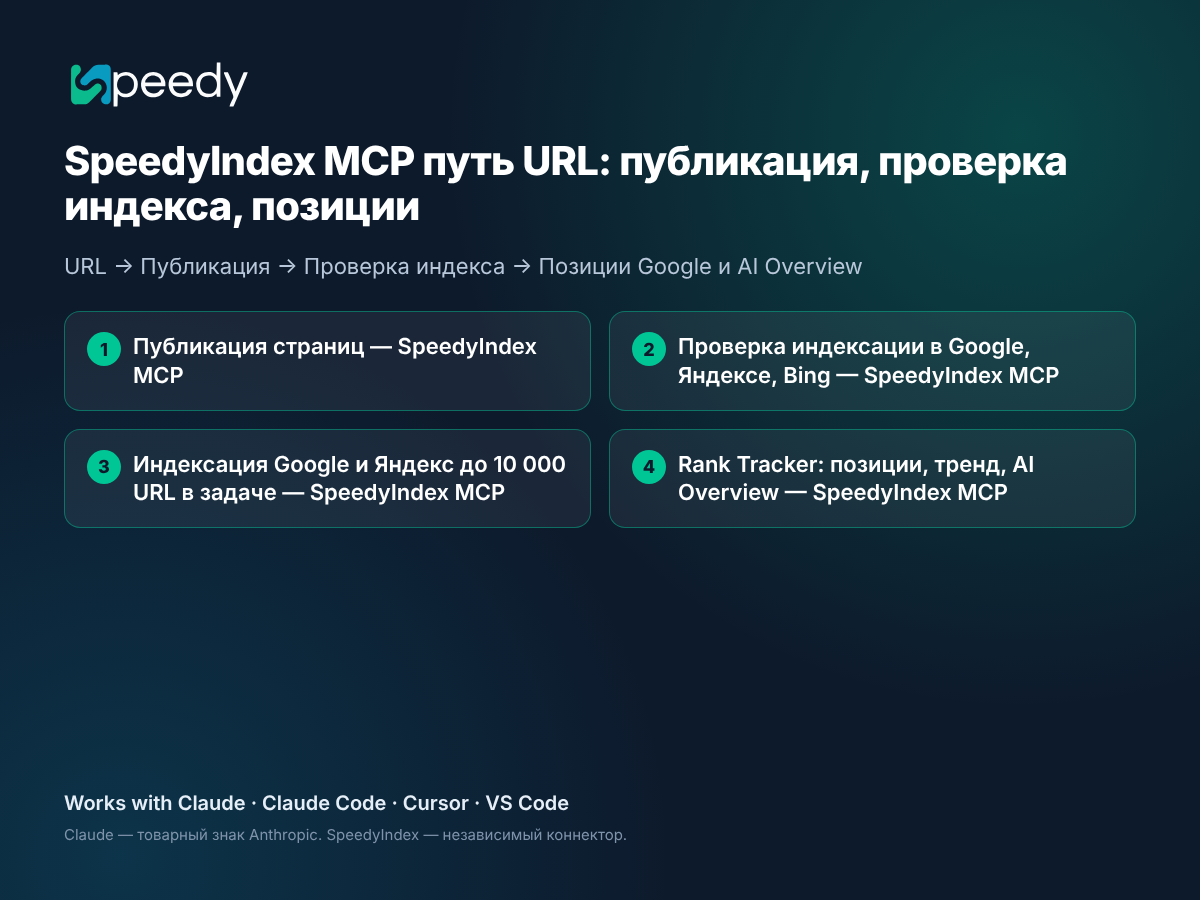 Speedy
SpeedyIndex MCP путь URL: публикация, проверка
индекса, позиции
URL → Публикация → Проверка индекса → Позиции Google и AI Overview
1 Публикация страниц — SpeedyIndex
MCP
2 Проверка индексации в Google,
Яндексе, Bing — SpeedyIndex MCP
3 Индексация Google и Яндекс до 10 000
URL в задаче — SpeedyIndex MCP
4 Rank Tracker: позиции, тренд, AI
Overview — SpeedyIndex MCP
Works with Claude · Claude Code · Cursor · VS Code
Claude — товарный знак Anthropic. SpeedyIndex — независимый коннектор.